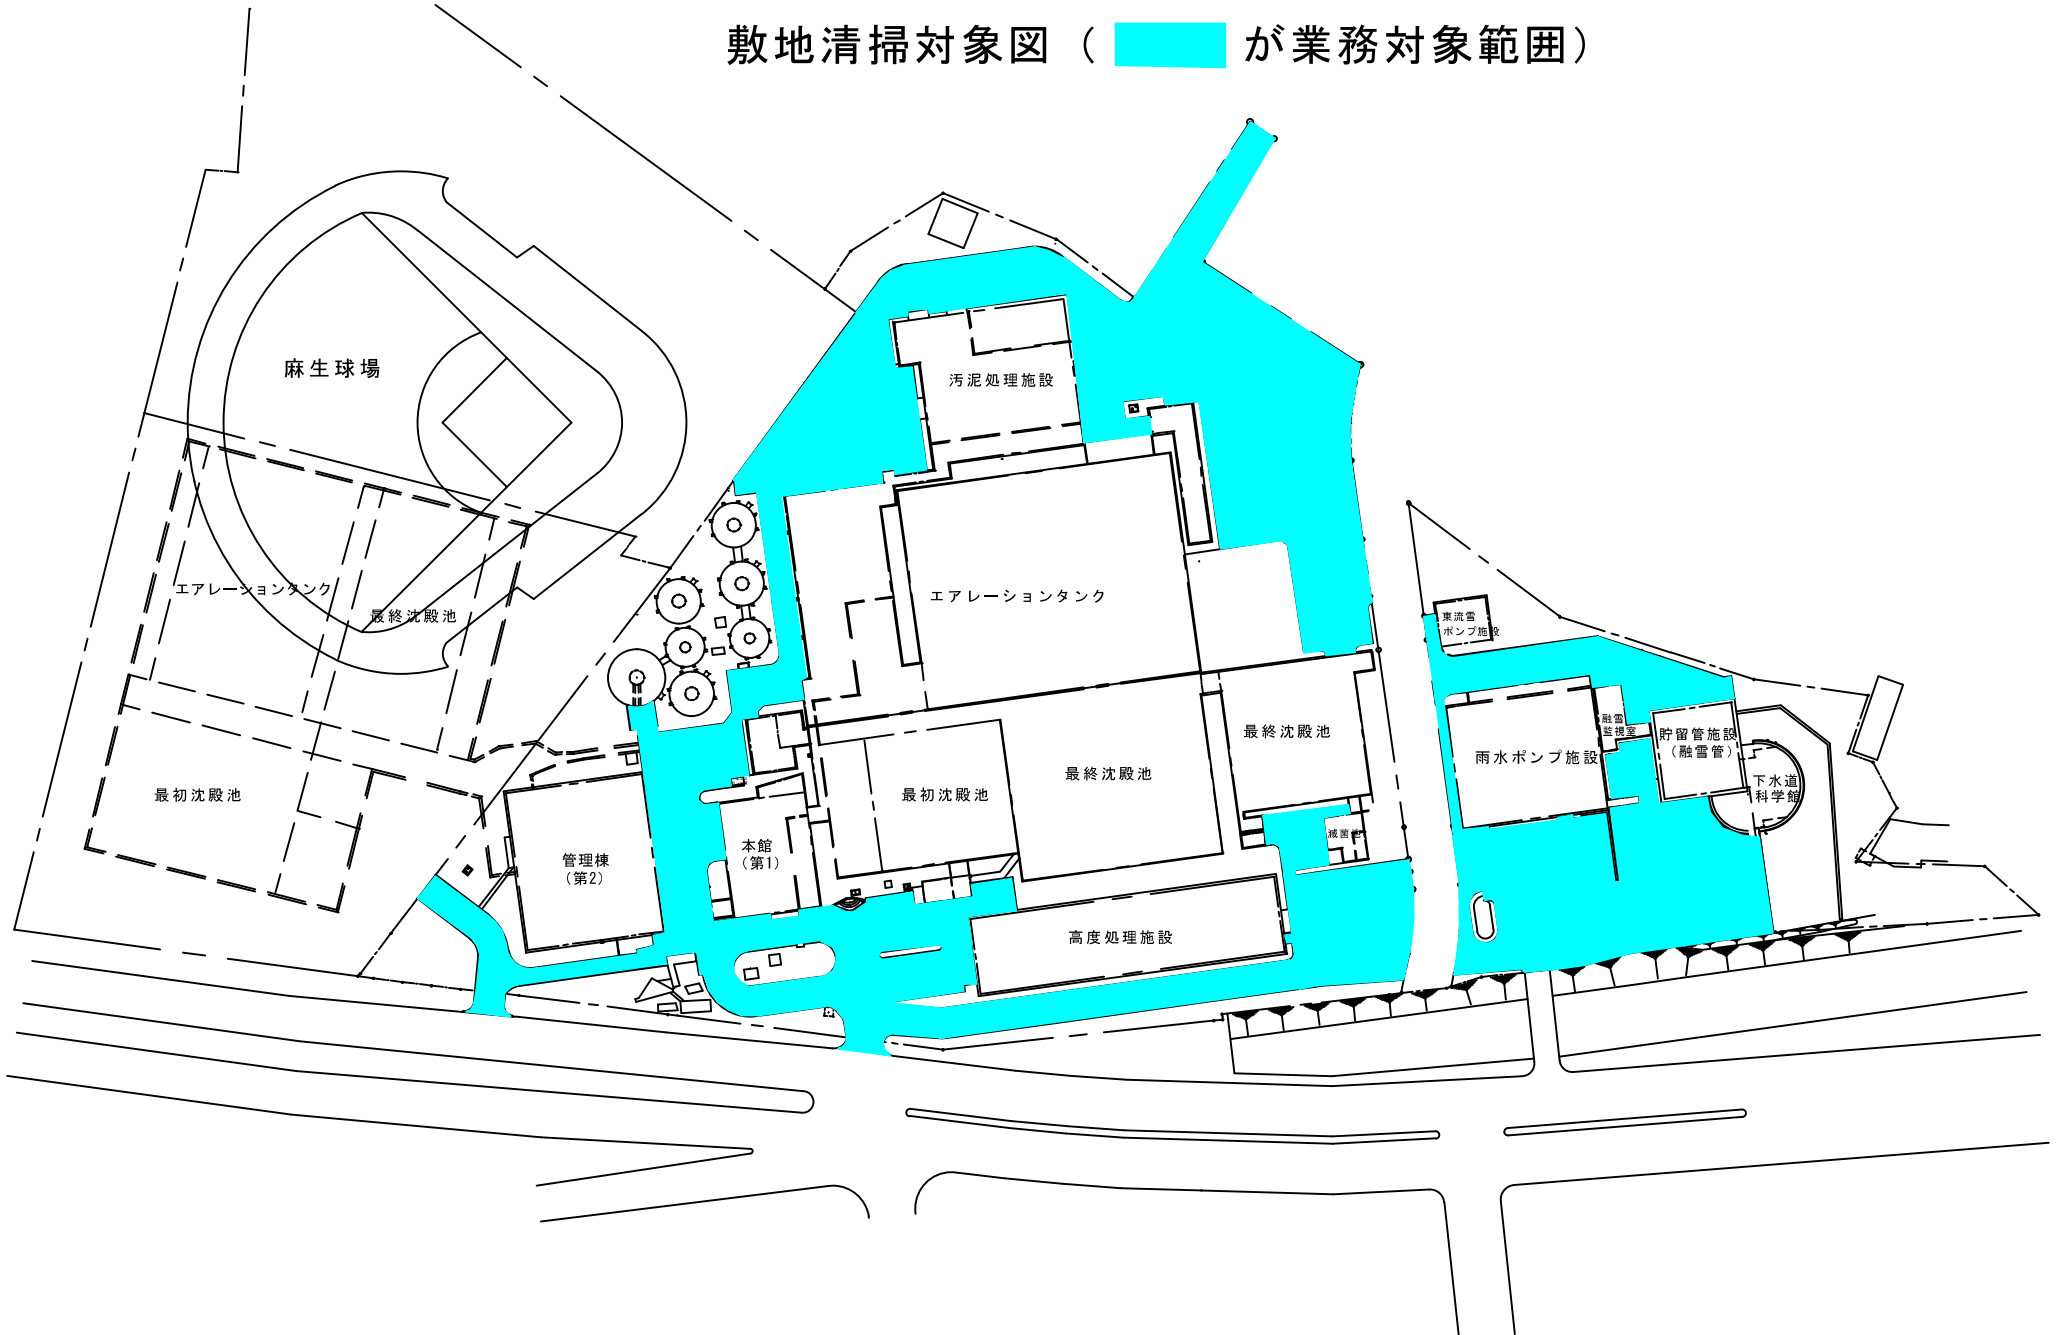 敷地清掃対象図（ が業務対象範囲）
麻生球場
汚泥処理施設
エアレーションタンク
最終沈殿池
エアレーションタンク
東流雪
ポンプ施設
融雪
監視室
貯留管施設
（融雪管）
雨水ポンプ施設
下水道
科学館
最終沈殿池
最終沈殿池
最初沈殿池
最初沈殿池
滅菌池
本館
（第1）
管理棟
（第2）
高度処理施設